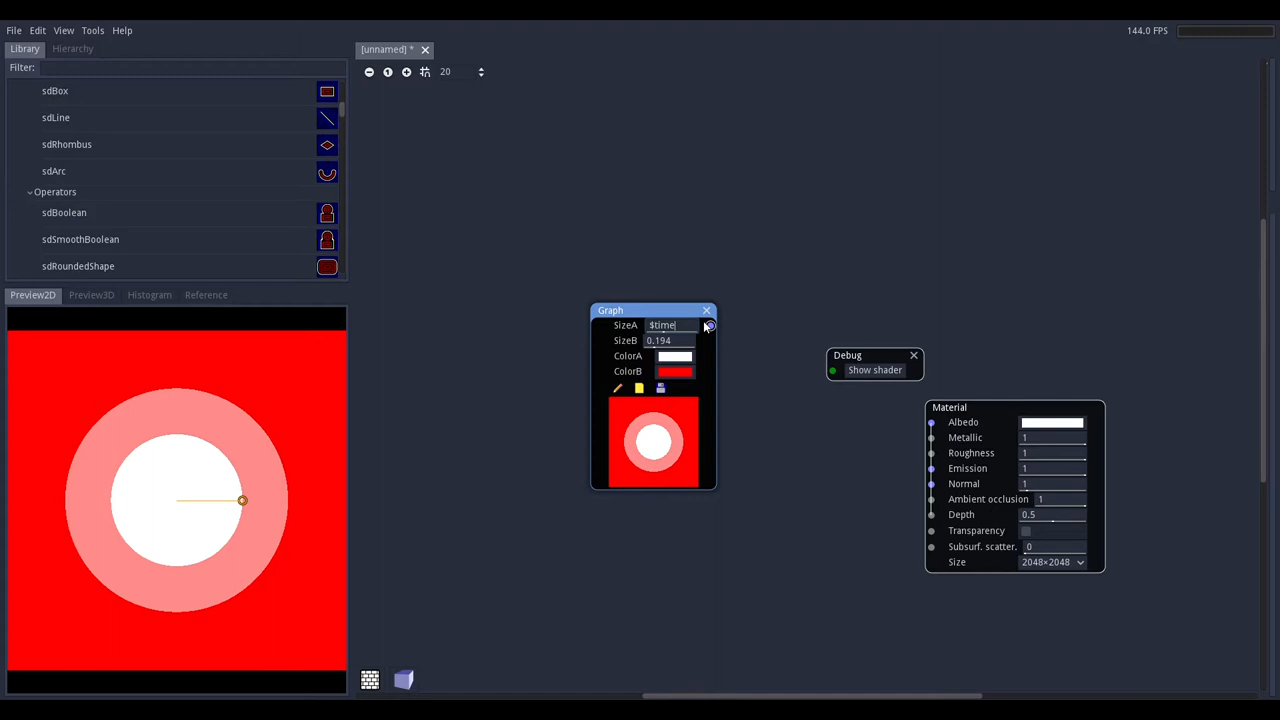 File Edit View Tools Help
144.0 FPS
Library Hierarchy
[unnamed] *
Filter:
20
sdBox
sdLine
sdRhombus
sdArc
Operators
sdBoolean
sdSmoothBoolean
sdRoundedShape
Preview2D Preview3D Histogram Reference
Graph
SizeA $time
SizeB 0.194
ColorA
ColorB
Debug
Show shader
Material
Albedo
Metallic 1
Roughness 1
Emission 1
Normal 1
Ambient occlusion 1
Depth 0.5
Transparency
Subsurf. scatter. 0
Size 2048×2048